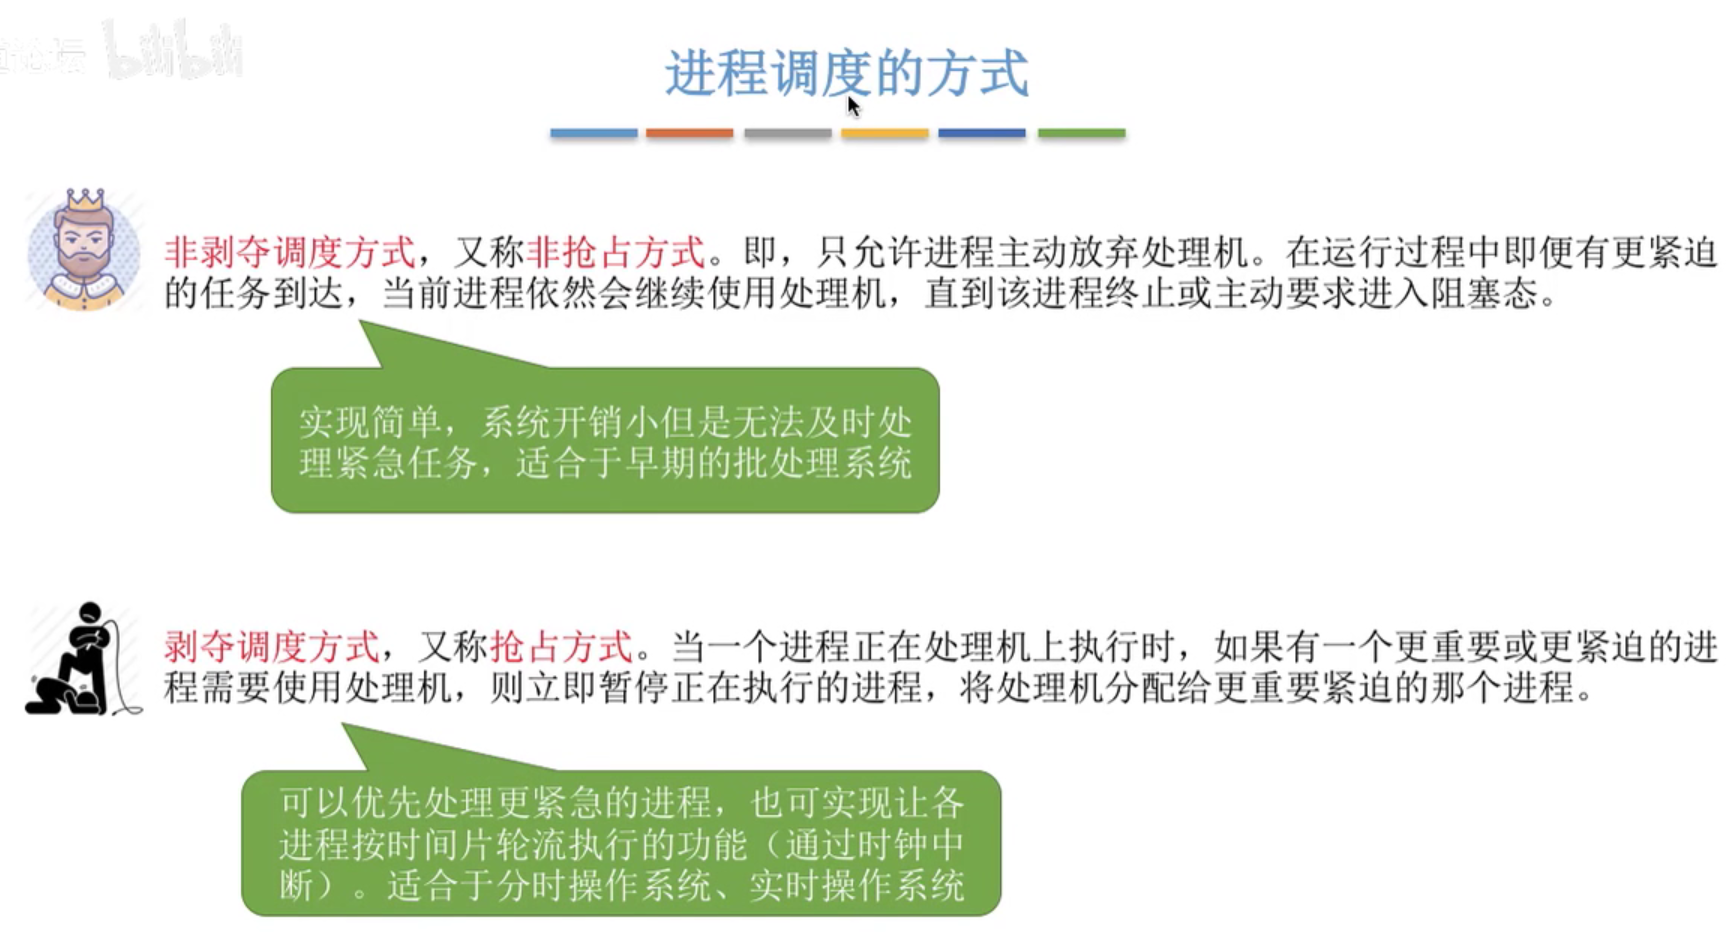 论坛 bilibili
进程调度的方式
非剥夺调度方式，又称非抢占方式。即，只允许进程主动放弃处理机。在运行过程中即便有更紧迫
的任务到达，当前进程依然会继续使用处理机，直到该进程终止或主动要求进入阻塞态。
实现简单，系统开销小但是无法及时处
理紧急任务，适合于早期的批处理系统
剥夺调度方式，又称抢占方式。当一个进程正在处理机上执行时，如果有一个更重要或更紧迫的进
程需要使用处理机，则立即暂停正在执行的进程，将处理机分配给更重要紧迫的那个进程。
可以优先处理更紧急的进程，也可实现让各
进程按时间片轮流执行的功能（通过时钟中
断）。适合于分时操作系统、实时操作系统